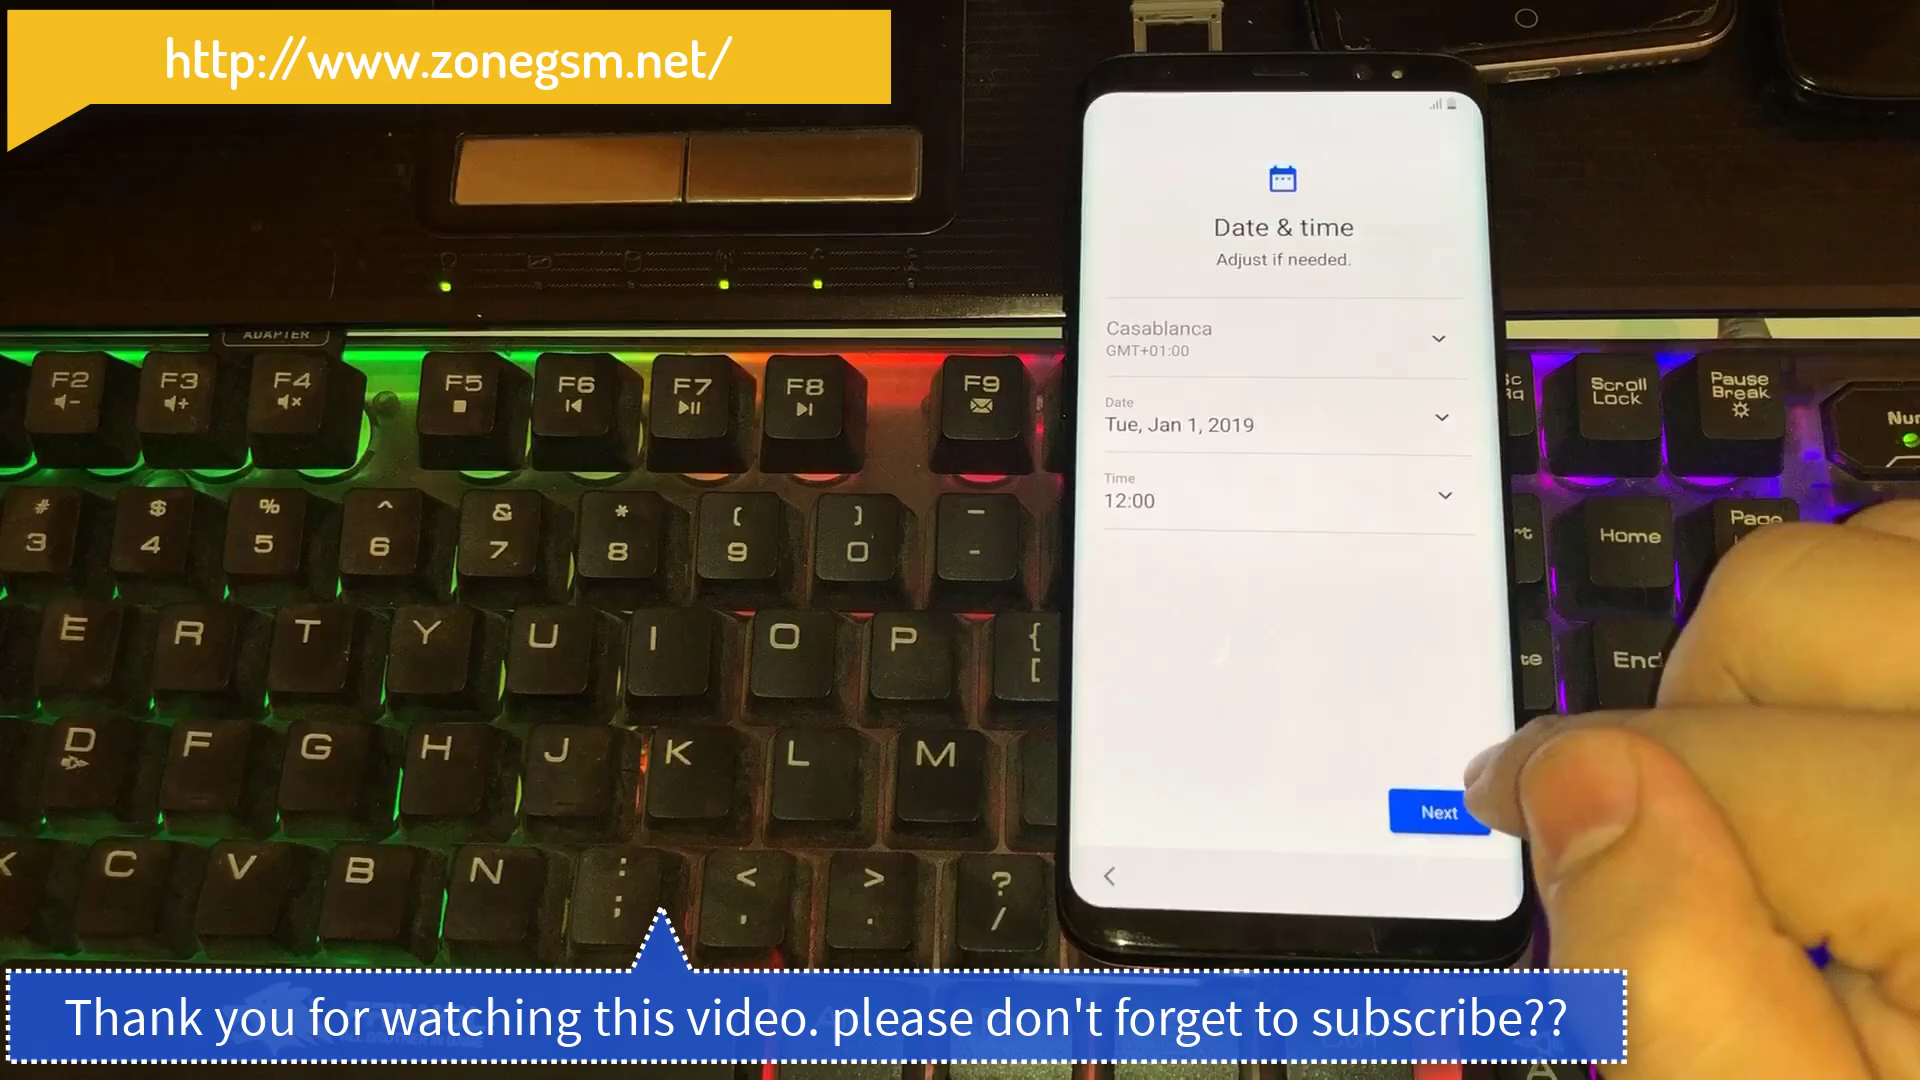 http://www.zonegsm.net/
Date & time
Adjust if needed.
Casablanca
GMT+01:00
Date
Tue, Jan 1, 2019
Time
12:00
Next
ADAPTER
F2 F3 F4 F5 F6 F7 F8 F9
Scroll Lock
Pause Break
# $ % ^ & * ( ) _
3 4 5 6 7 8 9 0 -
Home
Page
E R T Y U I O P { [
End
D F G H J K L M
C V B N : ; < , > . ? /
Thank you for watching this video. please don't forget to subscribe??